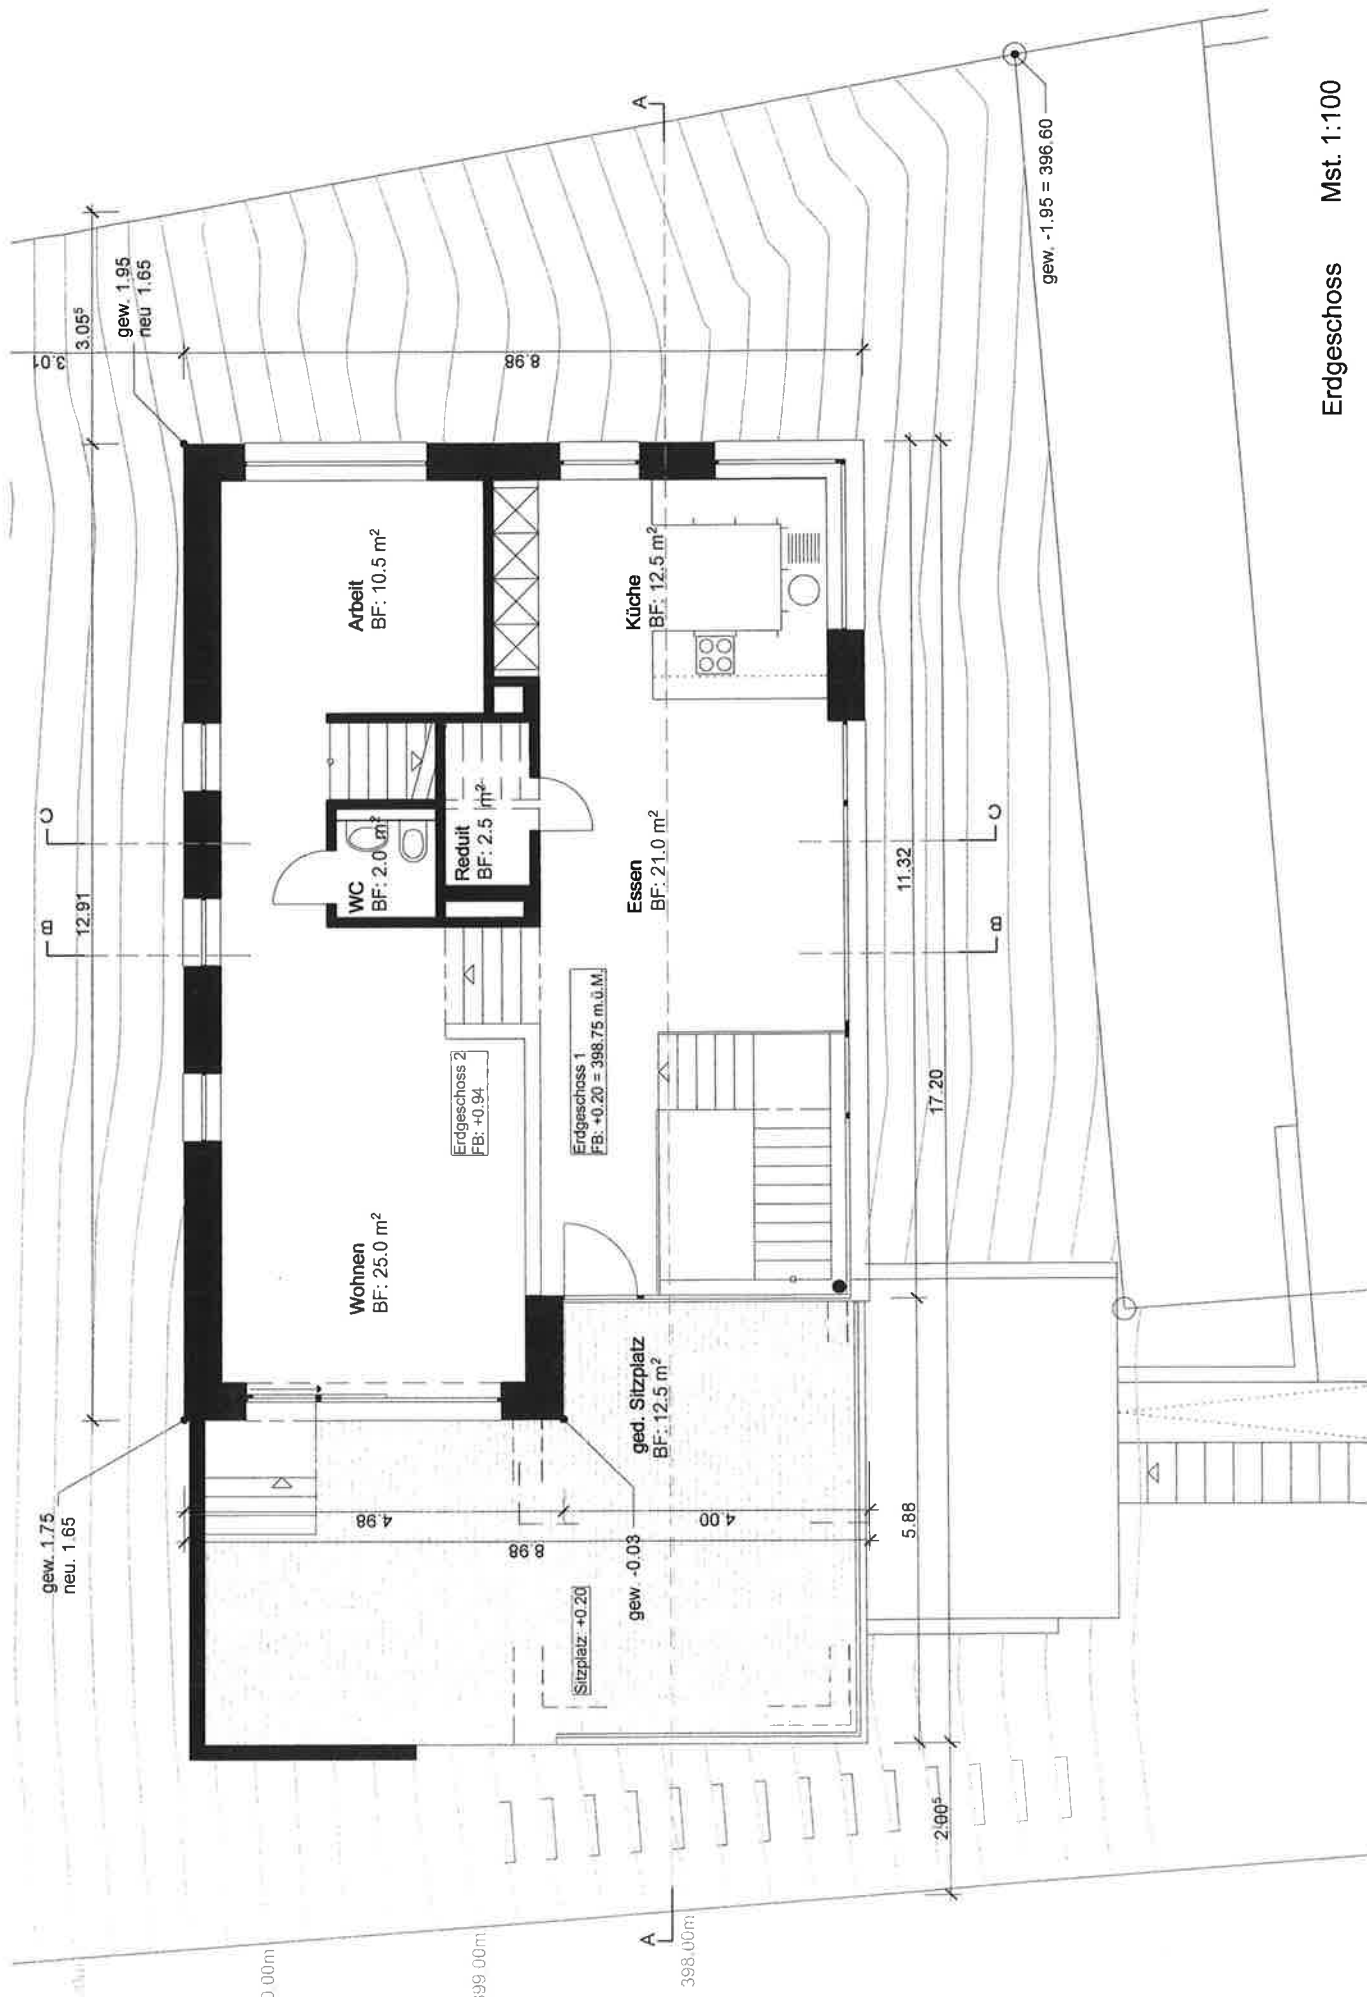 gew. 1.75
neu. 1.65
gew. 1.95
neu 1.65
3.05⁵
3.01
8.98
12.91
B
C
Wohnen
BF: 25.0 m²
WC
BF: 2.0 m²
Arbeit
BF: 10.5 m²
Reduit
BF: 2.5 m²
Erdgeschoss 2
FB: +0.94
Erdgeschoss 1
FB: +0.20 = 398.75 m.ü.M.
Essen
BF: 21.0 m²
Küche
BF: 12.5 m²
ged. Sitzplatz
BF: 12.5 m²
Sitzplatz: +0.20
gew. -0.03
4.98
8.98
4.00
A
A
B
C
11.32
5.88
17.20
2.00⁵
398.00m
gew. -1.95 = 396.60
Erdgeschoss Mst. 1:100